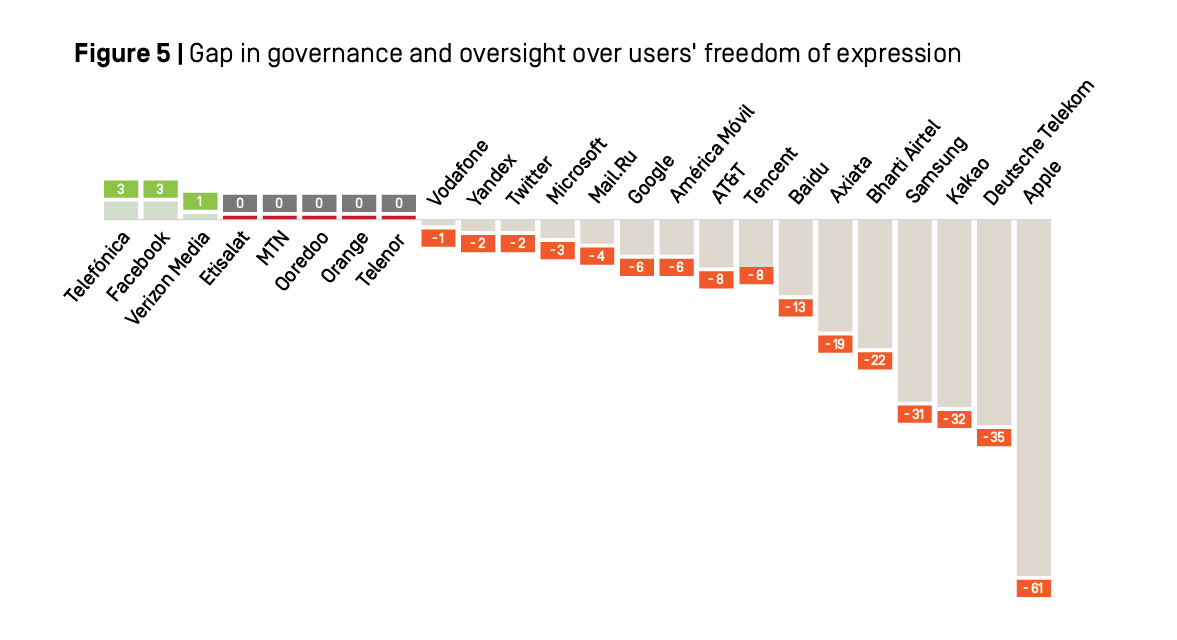 Figure 5 | Gap in governance and oversight over users' freedom of expression
3
3
1
0
0
0
0
0
Telefónica
Facebook
Verizon Media
Etisalat
MTN
Ooredoo
Orange
Telenor
Vodafone
Yandex
Twitter
Microsoft
Mail.Ru
Google
América Móvil
AT&T
Tencent
Baidu
Axiata
Bharti Airtel
Samsung
Kakao
Deutsche Telekom
Apple
-1
-2
-2
-3
-4
-6
-6
-8
-8
-13
-19
-22
-31
-32
-35
-61